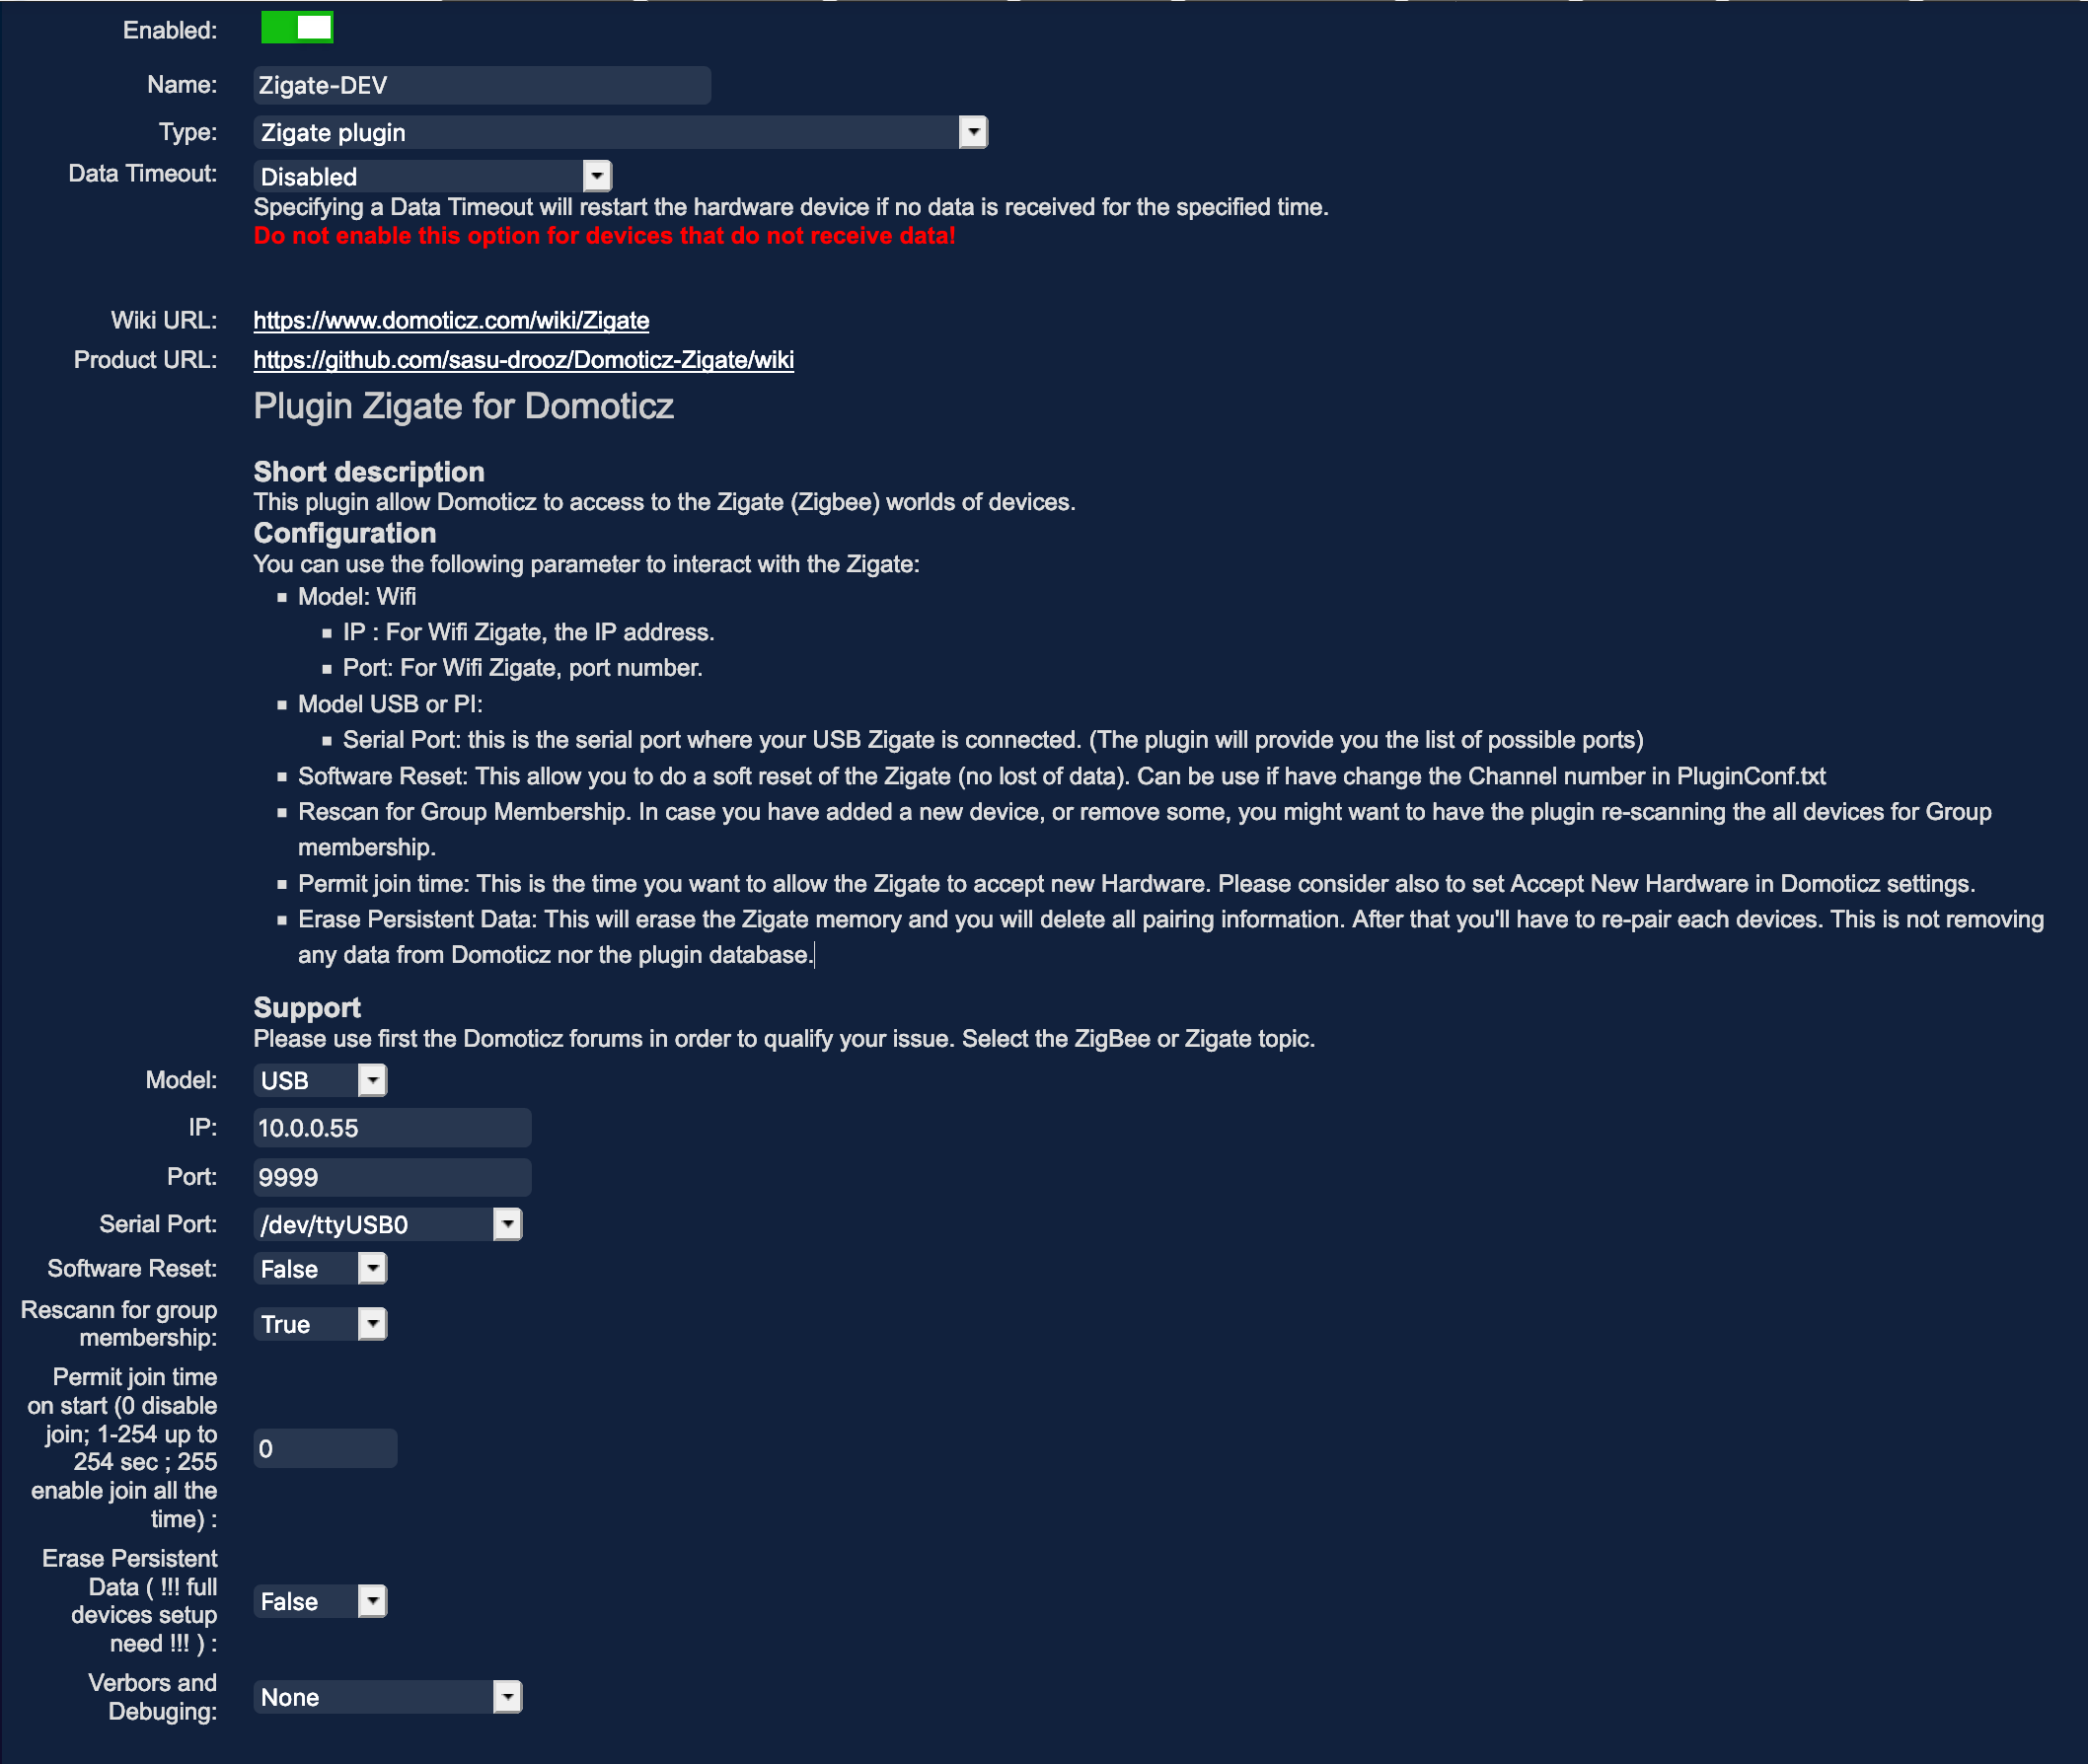 Enabled:
Name: Zigate-DEV
Type: Zigate plugin
Data Timeout: Disabled
Specifying a Data Timeout will restart the hardware device if no data is received for the specified time.
Do not enable this option for devices that do not receive data!
Wiki URL: https://www.domoticz.com/wiki/Zigate
Product URL: https://github.com/sasu-drooz/Domoticz-Zigate/wiki
Plugin Zigate for Domoticz
Short description
This plugin allow Domoticz to access to the Zigate (Zigbee) worlds of devices.
Configuration
You can use the following parameter to interact with the Zigate:
Model: Wifi
IP : For Wifi Zigate, the IP address.
Port: For Wifi Zigate, port number.
Model USB or PI:
Serial Port: this is the serial port where your USB Zigate is connected. (The plugin will provide you the list of possible ports)
Software Reset: This allow you to do a soft reset of the Zigate (no lost of data). Can be use if have change the Channel number in PluginConf.txt
Rescan for Group Membership. In case you have added a new device, or remove some, you might want to have the plugin re-scanning the all devices for Group
membership.
Permit join time: This is the time you want to allow the Zigate to accept new Hardware. Please consider also to set Accept New Hardware in Domoticz settings.
Erase Persistent Data: This will erase the Zigate memory and you will delete all pairing information. After that you'll have to re-pair each devices. This is not removing
any data from Domoticz nor the plugin database.
Support
Please use first the Domoticz forums in order to qualify your issue. Select the ZigBee or Zigate topic.
Model: USB
IP: 10.0.0.55
Port: 9999
Serial Port: /dev/ttyUSB0
Software Reset: False
Rescann for group
membership: True
Permit join time
on start (0 disable
join; 1-254 up to
254 sec ; 255
enable join all the
time) :
0
Erase Persistent
Data ( !!! full
devices setup
need !!! ) :
False
Verbors and
Debuging:
None